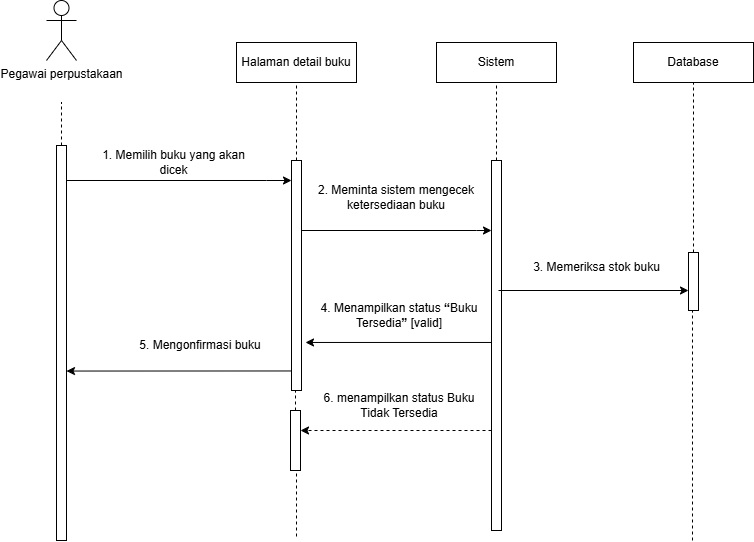 Pegawai perpustakaan
Halaman detail buku
Sistem
Database
1. Memilih buku yang akan
dicek
2. Meminta sistem mengecek
ketersediaan buku
3. Memeriksa stok buku
4. Menampilkan status “Buku
Tersedia” [valid]
5. Mengonfirmasi buku
6. menampilkan status Buku
Tidak Tersedia